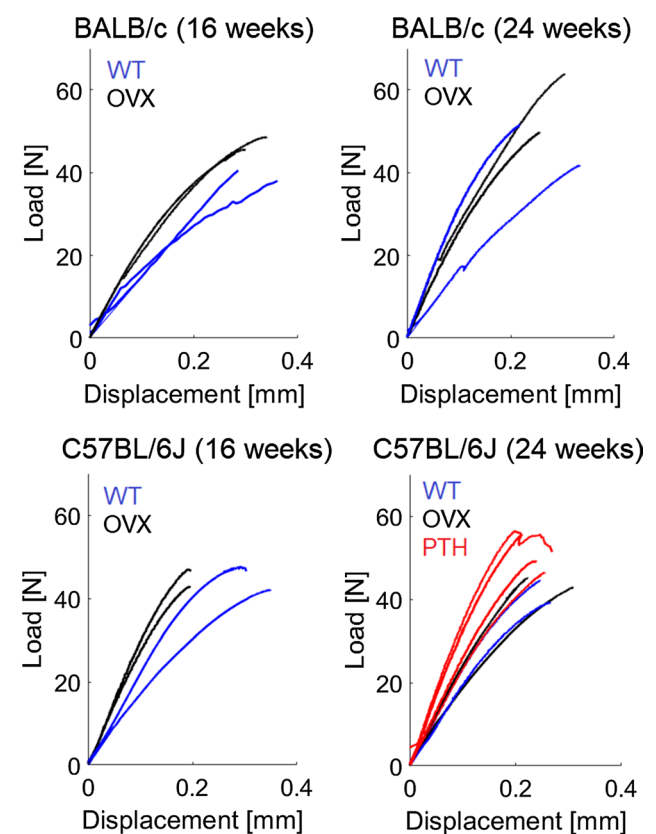 BALB/c (16 weeks)
WT
OVX
Load [N]
60
40
20
0
0
0.2
0.4
Displacement [mm]
BALB/c (24 weeks)
WT
OVX
Load [N]
60
40
20
0
0
0.2
0.4
Displacement [mm]
C57BL/6J (16 weeks)
WT
OVX
Load [N]
60
40
20
0
0
0.2
0.4
Displacement [mm]
C57BL/6J (24 weeks)
WT
OVX
PTH
Load [N]
60
40
20
0
0
0.2
0.4
Displacement [mm]